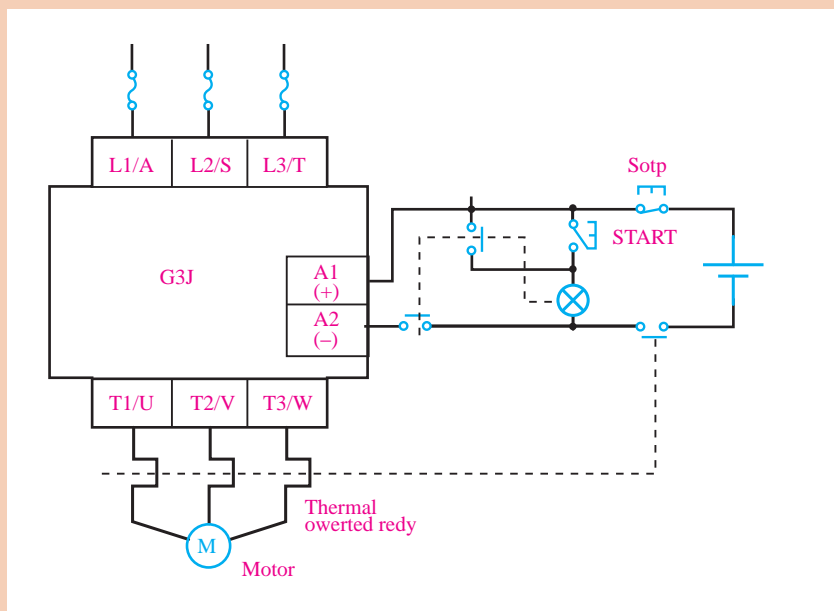 L1/A L2/S L3/T
Sotp
START
G3J
A1
(+)
A2
(–)
T1/U T2/V T3/W
Thermal
owerted redy
M
Motor